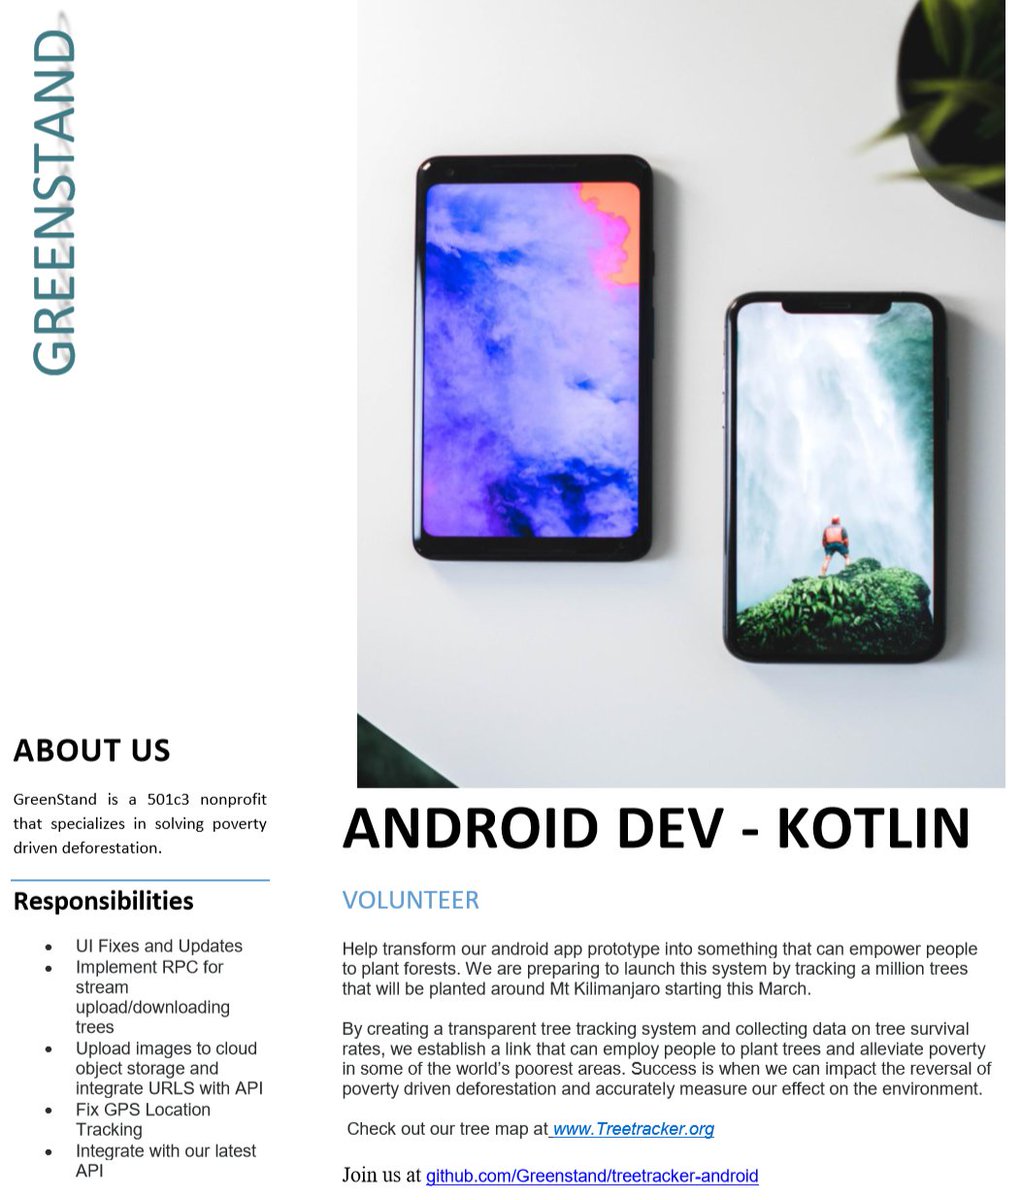 GREENSTAND
ABOUT US
GreenStand is a 501c3 nonprofit
that specializes in solving poverty
driven deforestation.
Responsibilities
• UI Fixes and Updates
• Implement RPC for
stream
upload/downloading
trees
• Upload images to cloud
object storage and
integrate URLS with API
• Fix GPS Location
Tracking
• Integrate with our latest
API
ANDROID DEV - KOTLIN
VOLUNTEER
Help transform our android app prototype into something that can empower people
to plant forests. We are preparing to launch this system by tracking a million trees
that will be planted around Mt Kilimanjaro starting this March.
By creating a transparent tree tracking system and collecting data on tree survival
rates, we establish a link that can employ people to plant trees and alleviate poverty
in some of the world’s poorest areas. Success is when we can impact the reversal of
poverty driven deforestation and accurately measure our effect on the environment.
Check out our tree map at www.Treetracker.org
Join us at github.com/Greenstand/treetracker-android